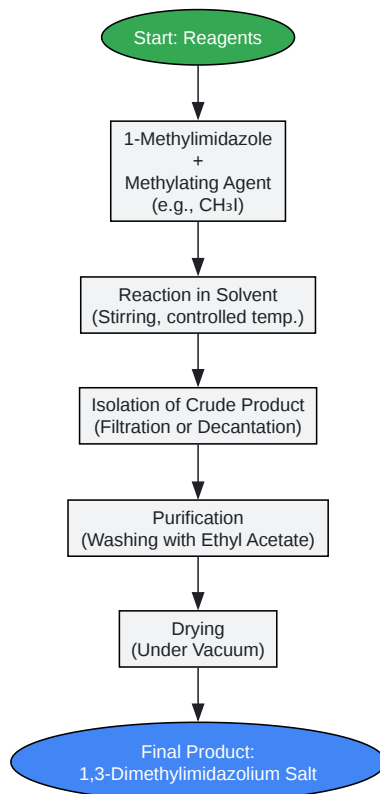 Start: Reagents
1-Methylimidazole
+
Methylating Agent
(e.g., CH₃I)
Reaction in Solvent
(Stirring, controlled temp.)
Isolation of Crude Product
(Filtration or Decantation)
Purification
(Washing with Ethyl Acetate)
Drying
(Under Vacuum)
Final Product:
1,3-Dimethylimidazolium Salt